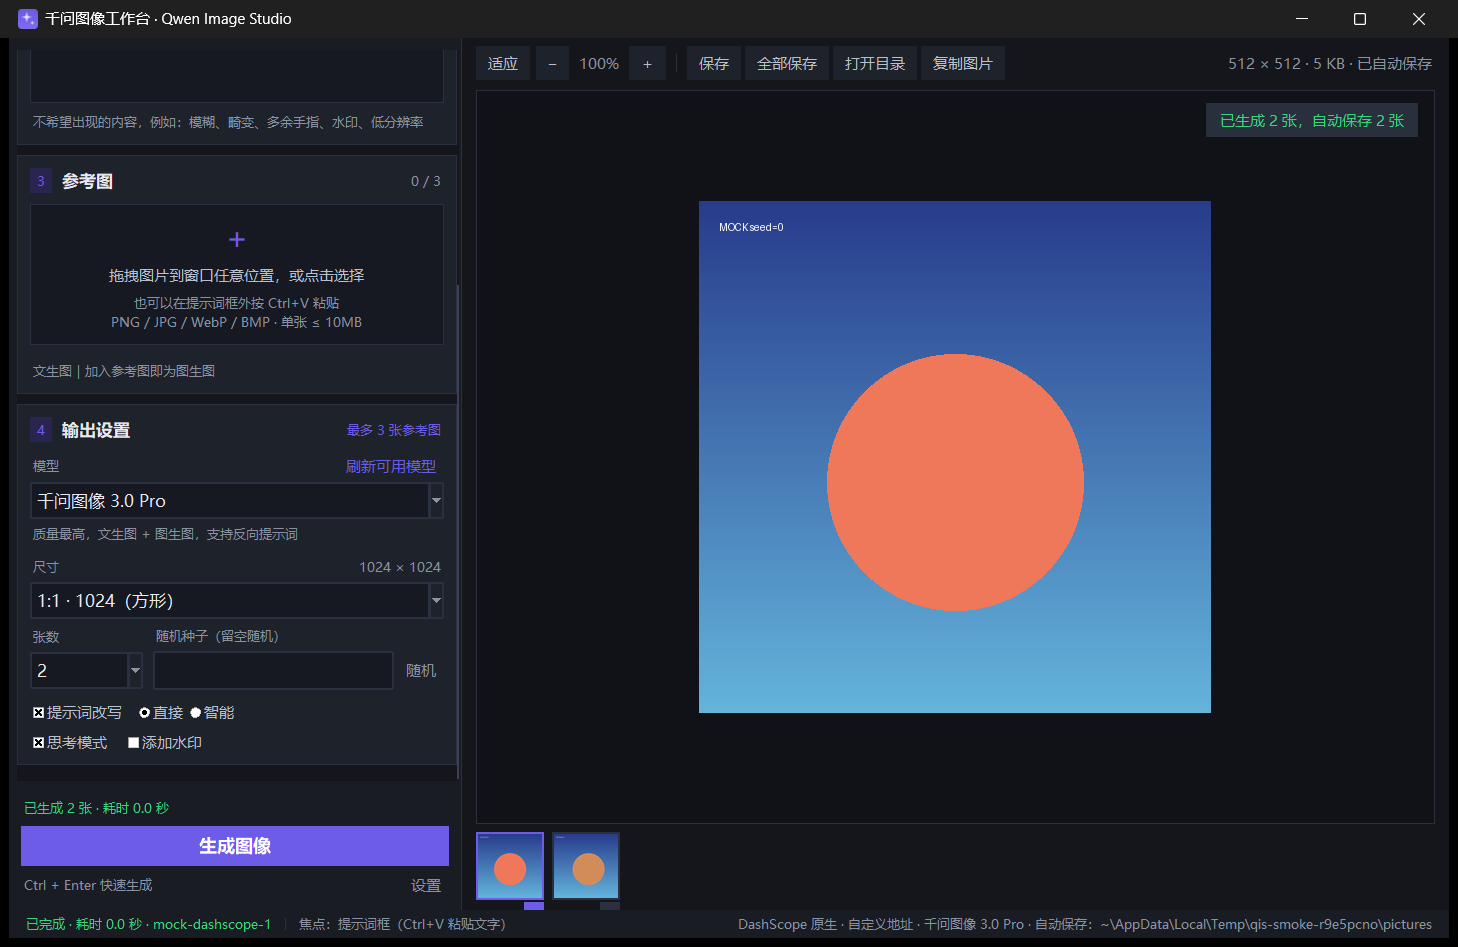 千问图像工作台 · Qwen Image Studio
适应
−
100%
+
保存
全部保存
打开目录
复制图片
512 × 512 · 5 KB · 已自动保存
不希望出现的内容，例如：模糊、畸变、多余手指、水印、低分辨率
3 参考图
0 / 3
+
拖拽图片到窗口任意位置，或点击选择
也可以在提示词框外按 Ctrl+V 粘贴
PNG / JPG / WebP / BMP · 单张 ≤ 10MB
文生图 | 加入参考图即为图生图
4 输出设置
最多 3 张参考图
模型
刷新可用模型
千问图像 3.0 Pro
质量最高，文生图 + 图生图，支持反向提示词
尺寸
1024 × 1024
1:1 · 1024（方形）
张数
随机种子（留空随机）
2
随机
提示词改写
直接
智能
思考模式
添加水印
已生成 2 张 · 耗时 0.0 秒
生成图像
Ctrl + Enter 快速生成
设置
已生成 2 张，自动保存 2 张
MOCKseed=0
已完成 · 耗时 0.0 秒 · mock-dashscope-1
焦点：提示词框（Ctrl+V 粘贴文字）
DashScope 原生 · 自定义地址 · 千问图像 3.0 Pro · 自动保存：~\AppData\Local\Temp\qis-smoke-r9e5pcno\pictures